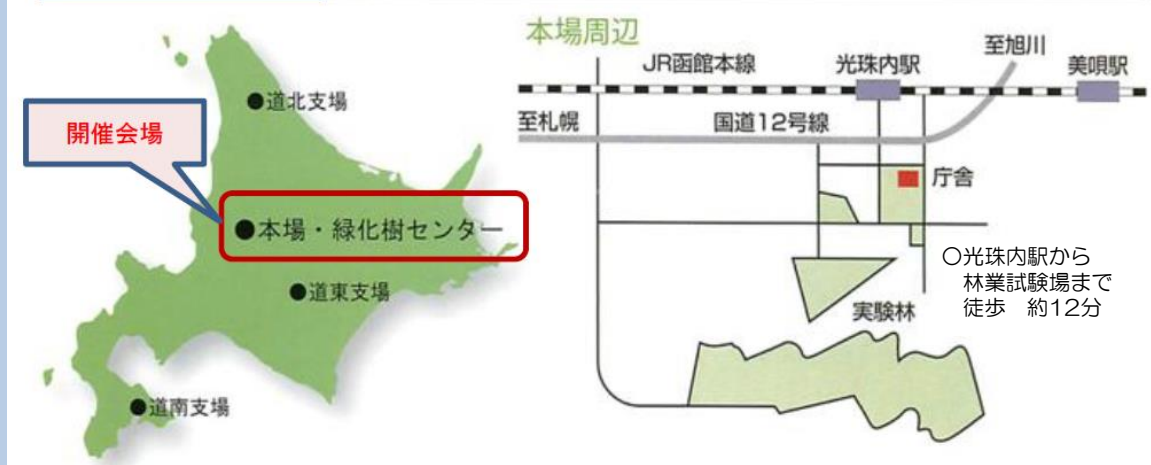 開催会場
●道北支場
●本場・緑化樹センター
●道東支場
●道南支場
本場周辺
至旭川
JR函館本線
光珠内駅
美唄駅
至札幌
国道12号線
庁舎
実験林
○光珠内駅から
林業試験場まで
徒歩 約12分